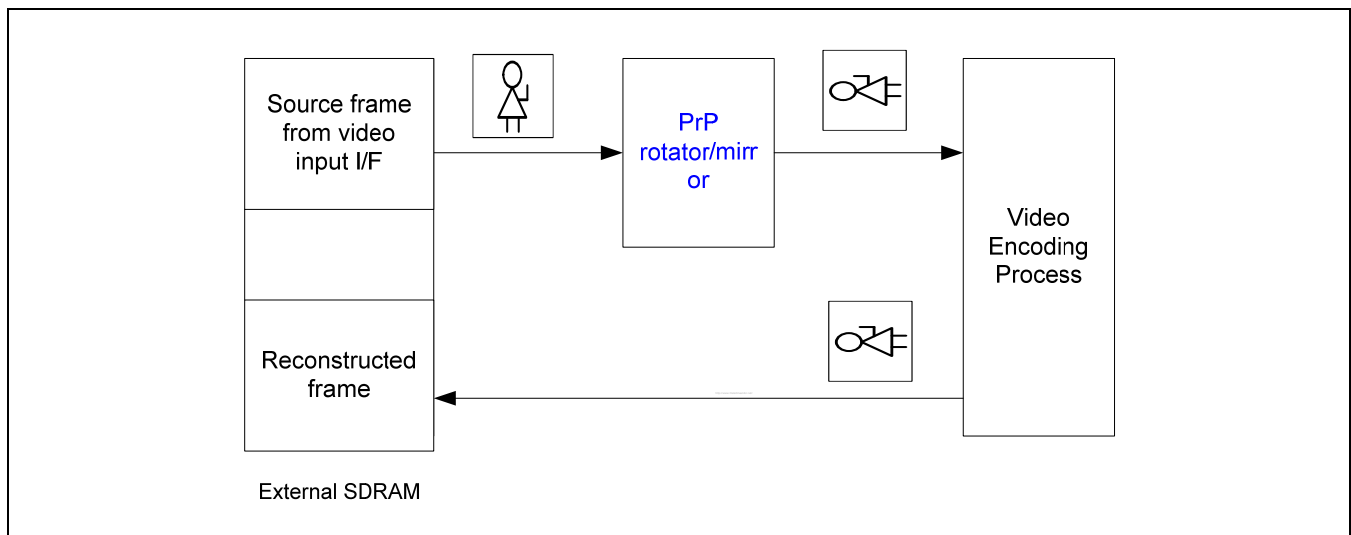 Source frame
from video
input I/F
PrP
rotator/mirr
or
Video
Encoding
Process
Reconstructed
frame
External SDRAM